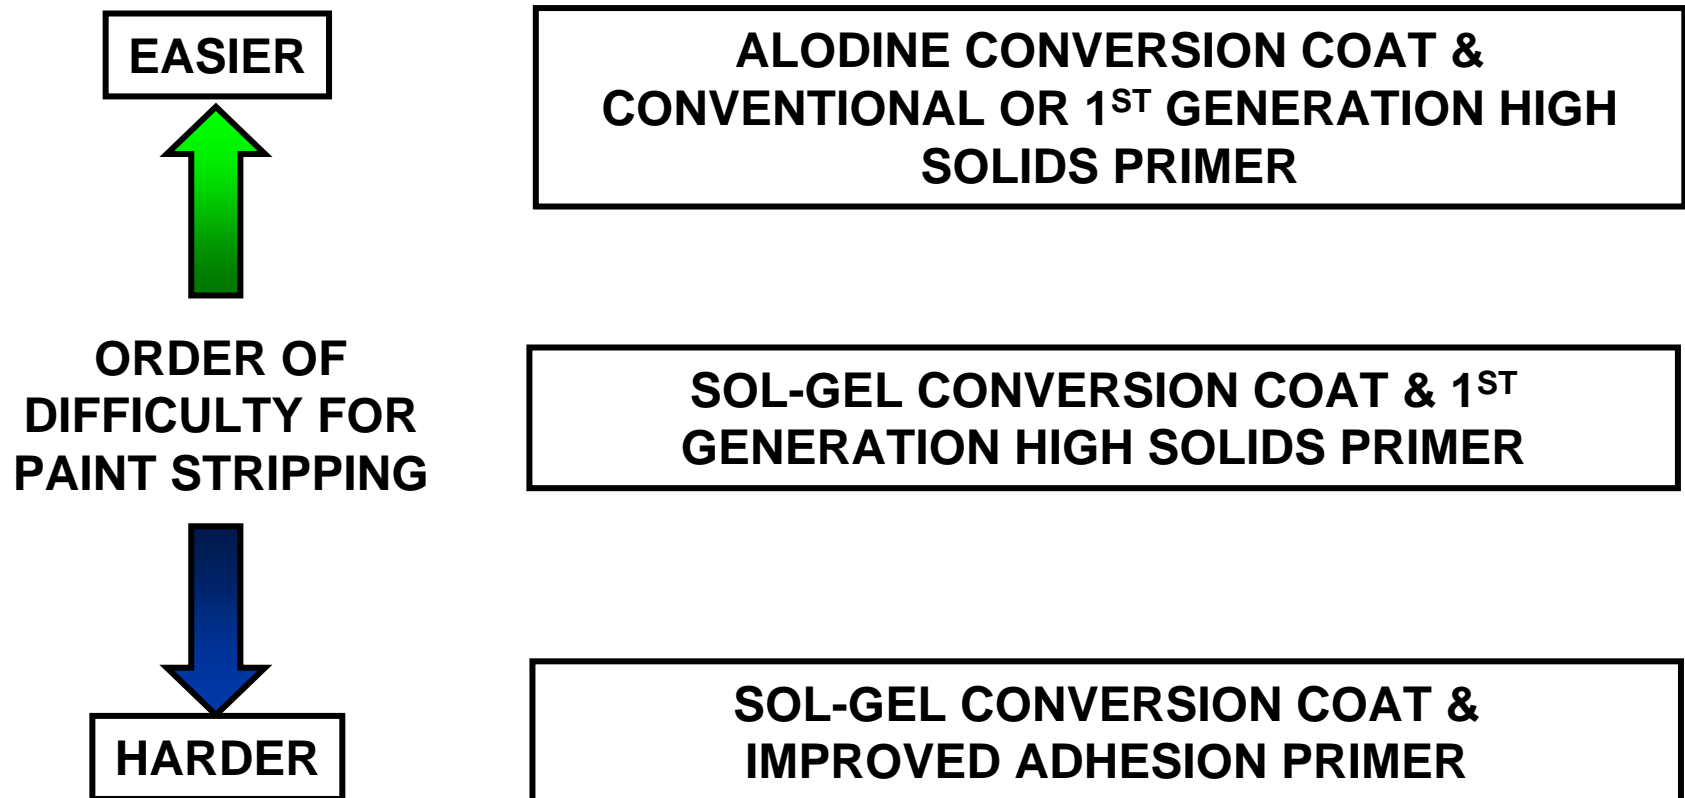 EASIER
ALODINE CONVERSION COAT &
CONVENTIONAL OR 1ST GENERATION HIGH
SOLIDS PRIMER
ORDER OF
DIFFICULTY FOR
PAINT STRIPPING
SOL-GEL CONVERSION COAT & 1ST
GENERATION HIGH SOLIDS PRIMER
HARDER
SOL-GEL CONVERSION COAT &
IMPROVED ADHESION PRIMER